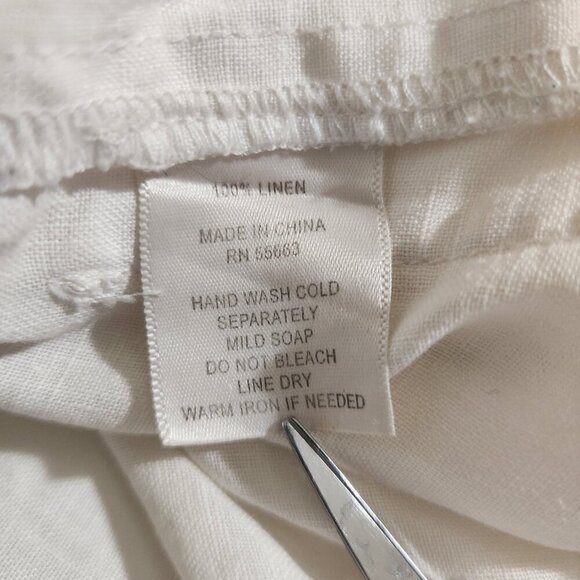 100% LINEN
MADE IN CHINA
RN 55663
HAND WASH COLD
SEPARATELY
MILD SOAP
DO NOT BLEACH
LINE DRY
WARM IRON IF NEEDED